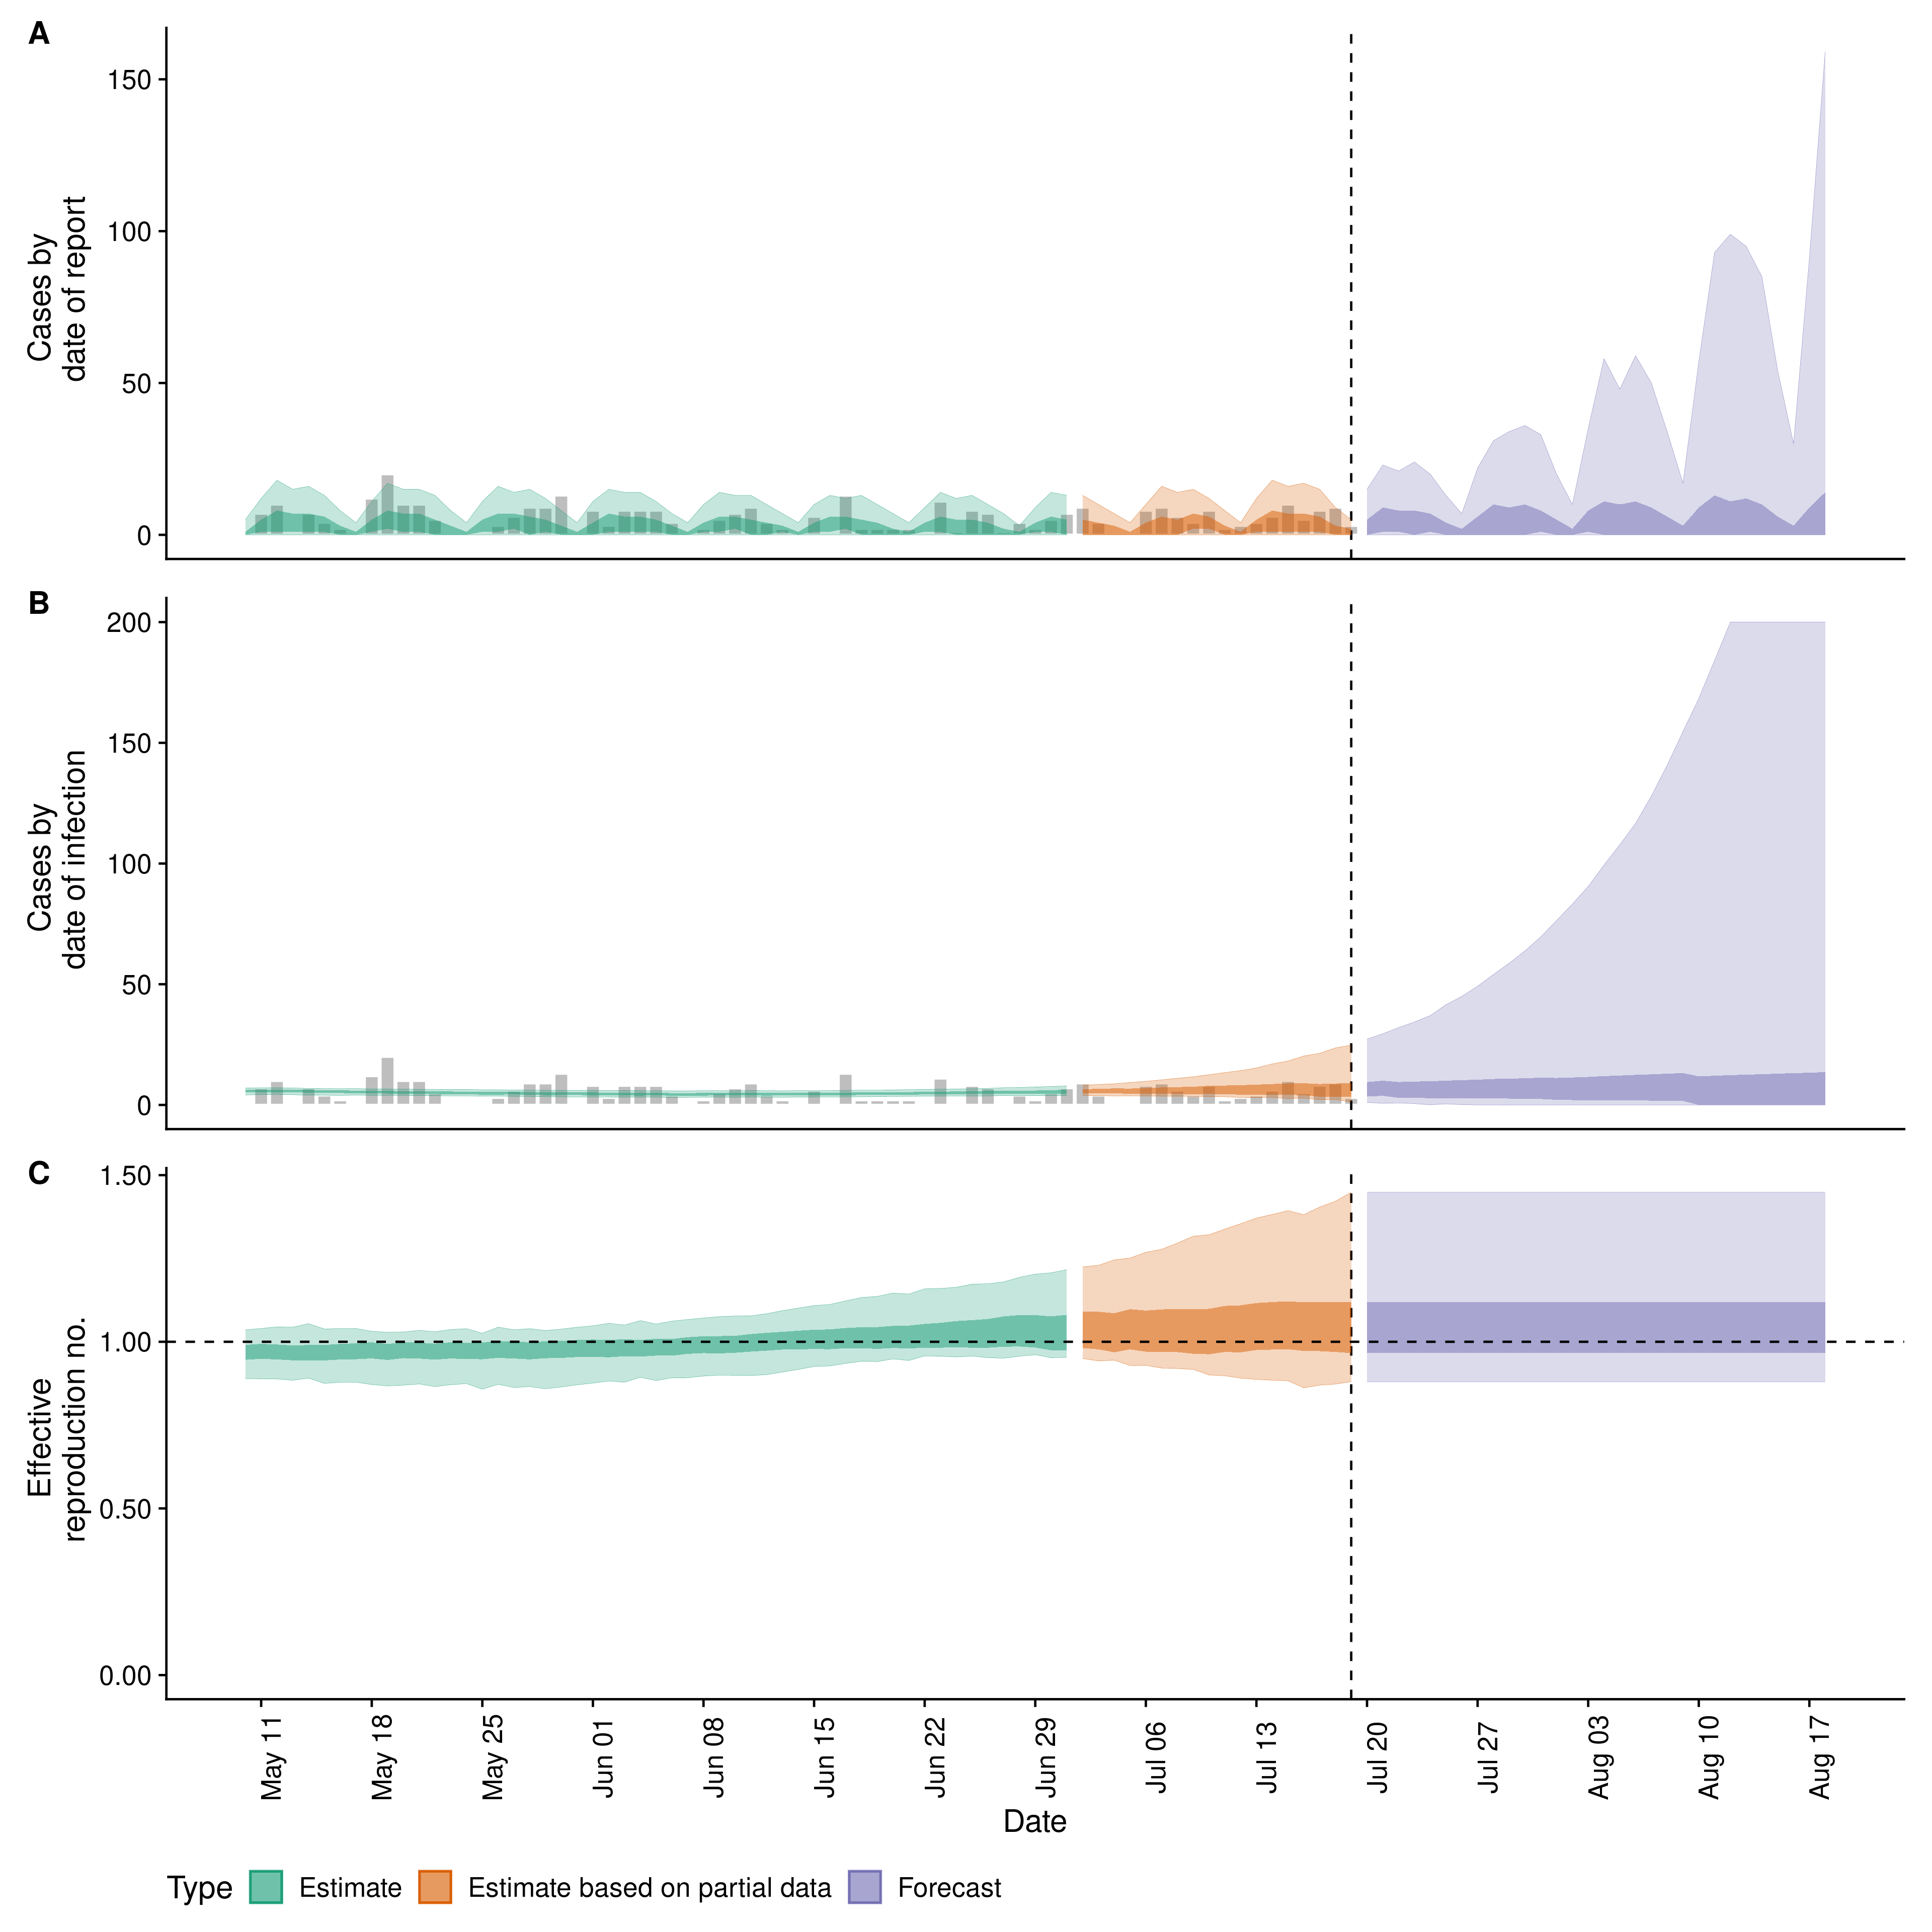 A
150
100
50
0
Cases by
date of report
B
200
150
100
50
0
Cases by
date of infection
C
1.50
1.00
0.50
0.00
Effective
reproduction no.
May 11
May 18
May 25
Jun 01
Jun 08
Jun 15
Jun 22
Jun 29
Jul 06
Jul 13
Jul 20
Jul 27
Aug 03
Aug 10
Aug 17
Date
Type Estimate Estimate based on partial data Forecast